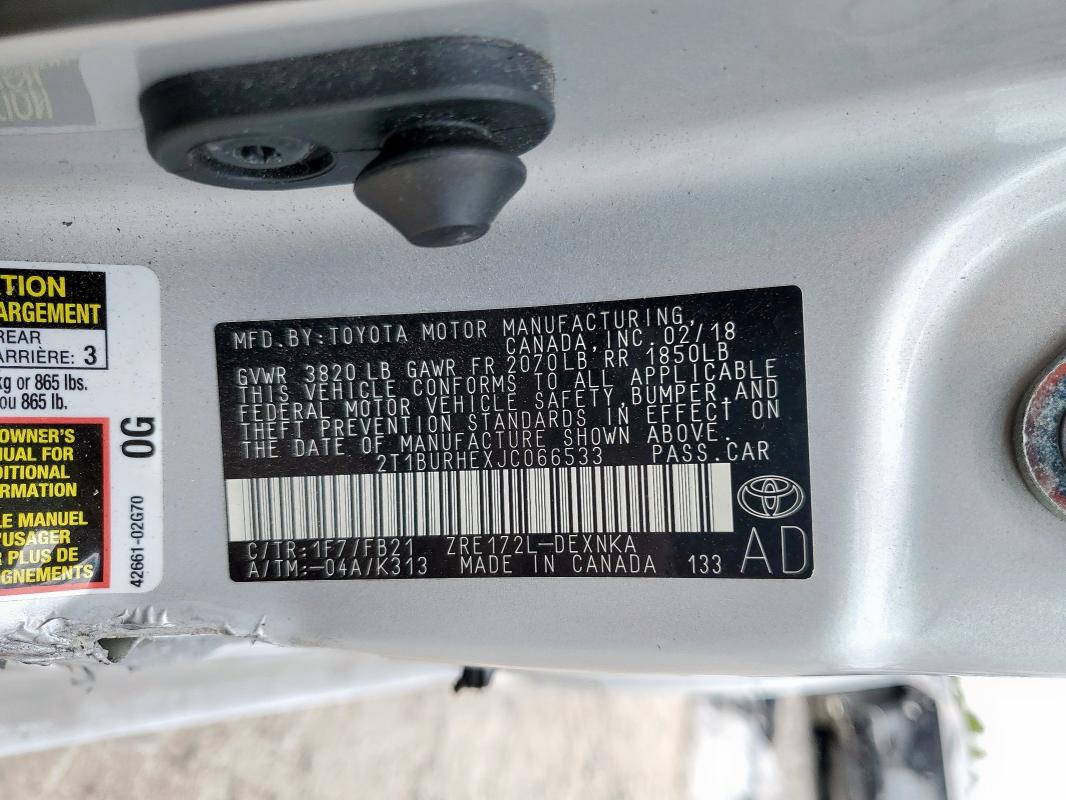 TION
ARGEMENT
REAR
ARRIÈRE: 3
kg or 865 lbs.
ou 865 lb.
OWNER'S
UAL FOR
DITIONAL
RMATION
LE MANUEL
'USAGER
R PLUS DE
GNEMENTS
0G
42661-02G70
MFD. BY: TOYOTA MOTOR MANUFACTURING,
CANADA, INC. 02/18
GVWR 3820 LB GAWR FR 2070LB, RR 1850LB
THIS VEHICLE CONFORMS TO ALL APPLICABLE
FEDERAL MOTOR VEHICLE SAFETY, BUMPER, AND
THEFT PREVENTION STANDARDS IN EFFECT ON
THE DATE OF MANUFACTURE SHOWN ABOVE.
2T1BURHEXJC066533 PASS. CAR
C/TR: 1F7/FB21 ZRE172L-DEXNKA
A/TM:-04A/K313 MADE IN CANADA 133
AD